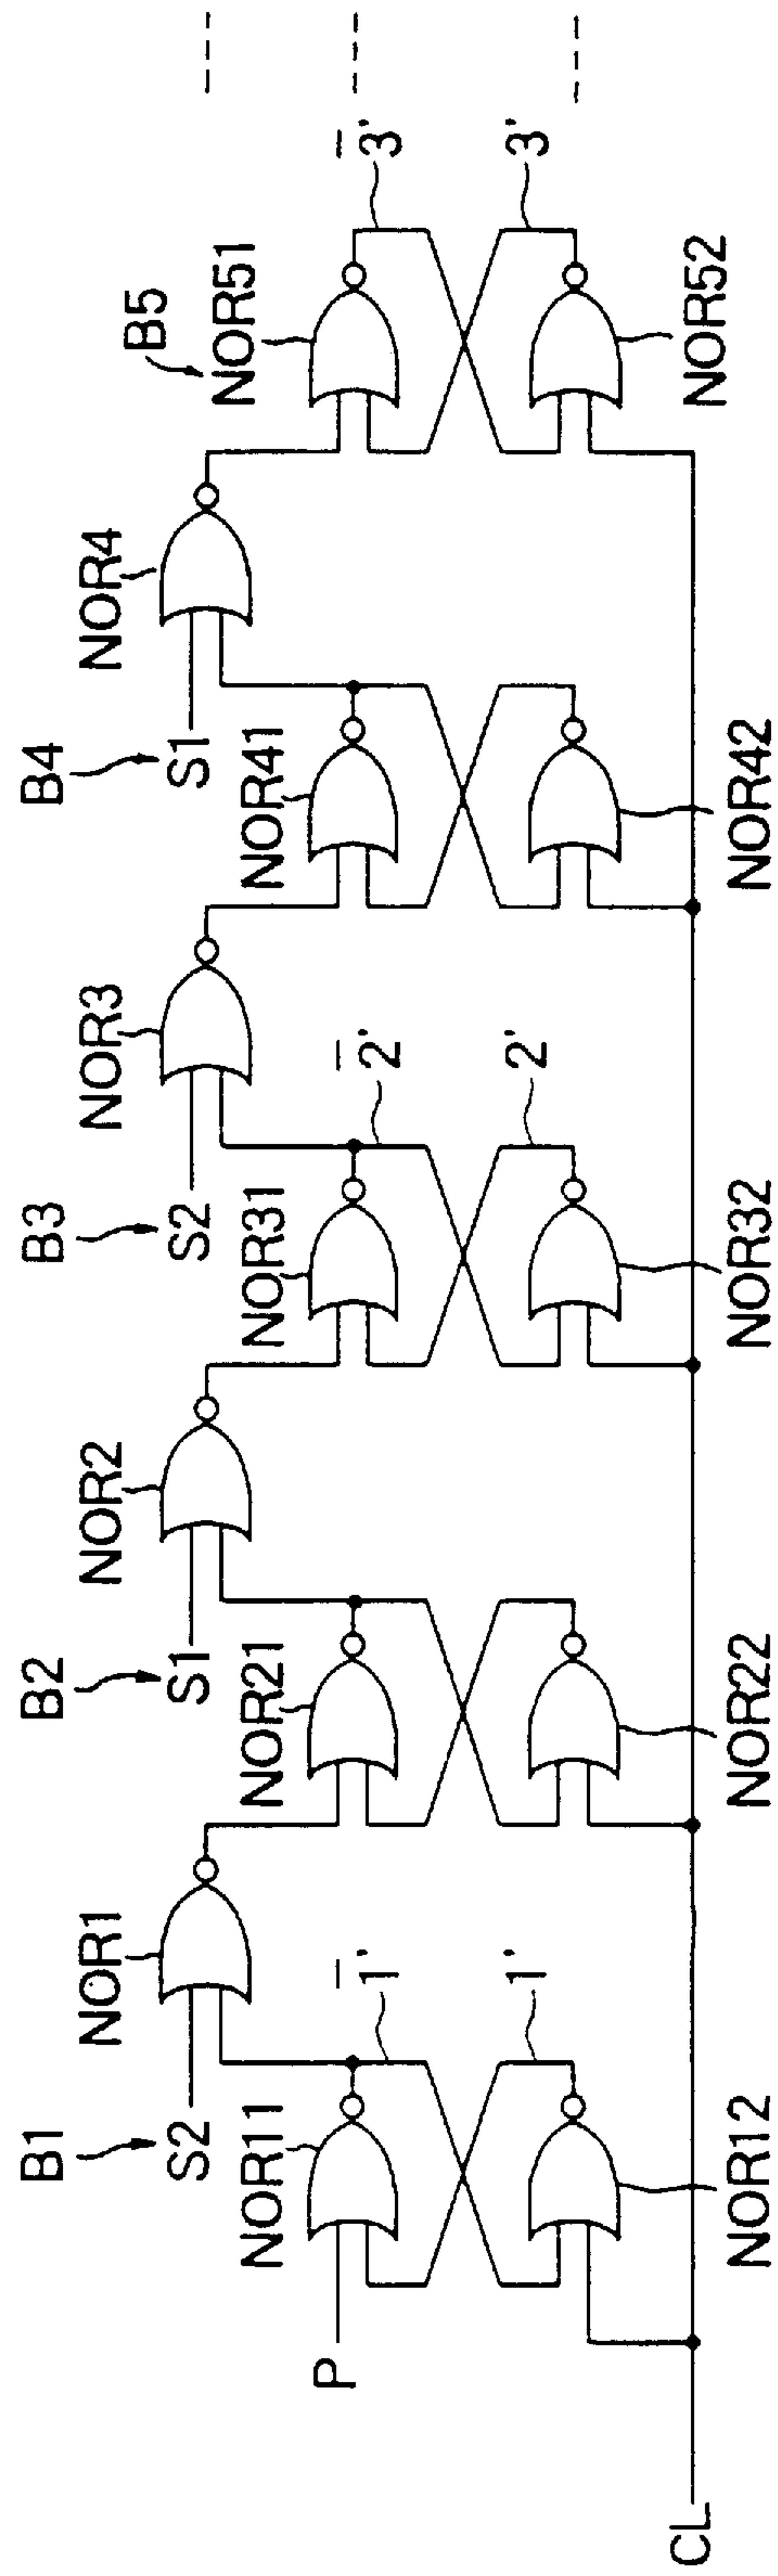 B1
B2
B3
B4
B5
NOR1
NOR2
NOR3
NOR4
S2
S1
S2
S1
NOR11
NOR21
NOR31
NOR41
NOR51
P
1̅'
2̅'
3̅'
1'
2'
3'
NOR12
NOR22
NOR32
NOR42
NOR52
CL